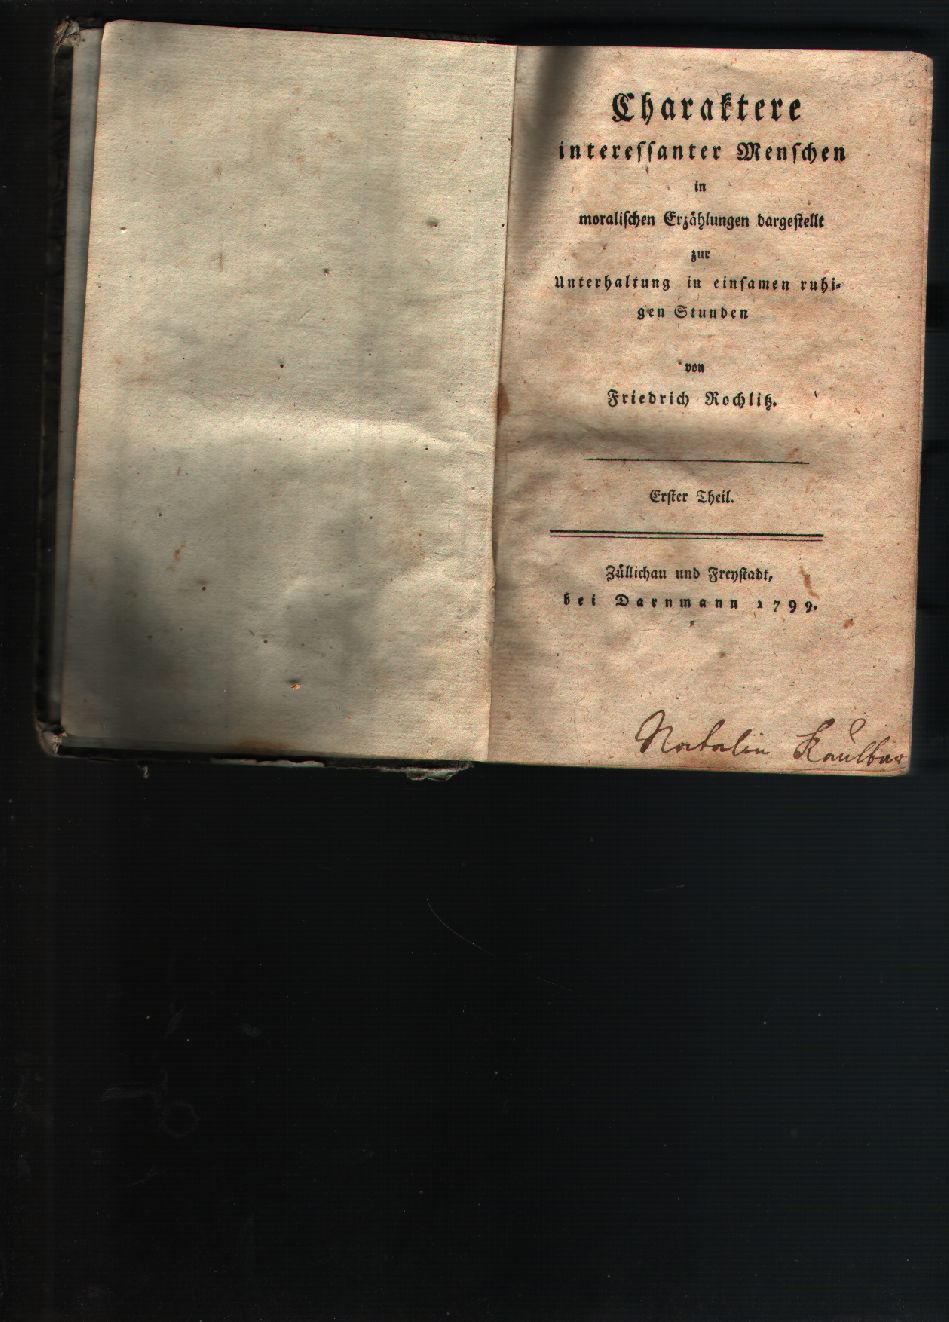 Charaktere
interessanter Menschen
in
moralischen Erzählungen dargestellt
zur
Unterhaltung in einsamen ruhi-
gen Stunden
von
Friedrich Rochlitz.
Erster Theil.
Züllichau und Freystadt,
bei Darnmann 1799.
Natalin